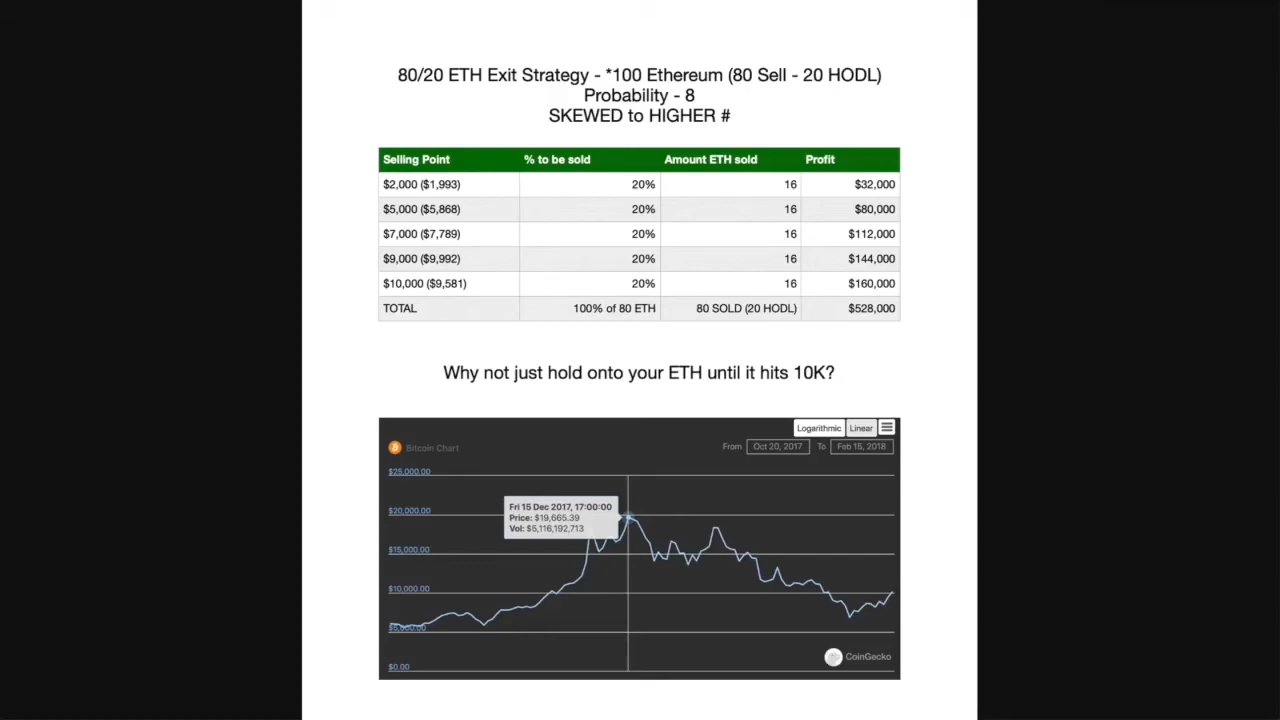 80/20 ETH Exit Strategy - *100 Ethereum (80 Sell - 20 HODL)
Probability - 8
SKEWED to HIGHER #
Selling Point % to be sold Amount ETH sold Profit
$2,000 ($1,993) 20% 16 $32,000
$5,000 ($5,868) 20% 16 $80,000
$7,000 ($7,789) 20% 16 $112,000
$9,000 ($9,992) 20% 16 $144,000
$10,000 ($9,581) 20% 16 $160,000
TOTAL 100% of 80 ETH 80 SOLD (20 HODL) $528,000
Why not just hold onto your ETH until it hits 10K?
Logarithmic Linear
Bitcoin Chart From Oct 20, 2017 To Feb 15, 2018
$25,000.00
Fri 15 Dec 2017, 17:00:00
$20,000.00
Price: $19,665.39
Vol: $5,116,192,713
$15,000.00
$10,000.00
$5,000.00
CoinGecko
$0.00